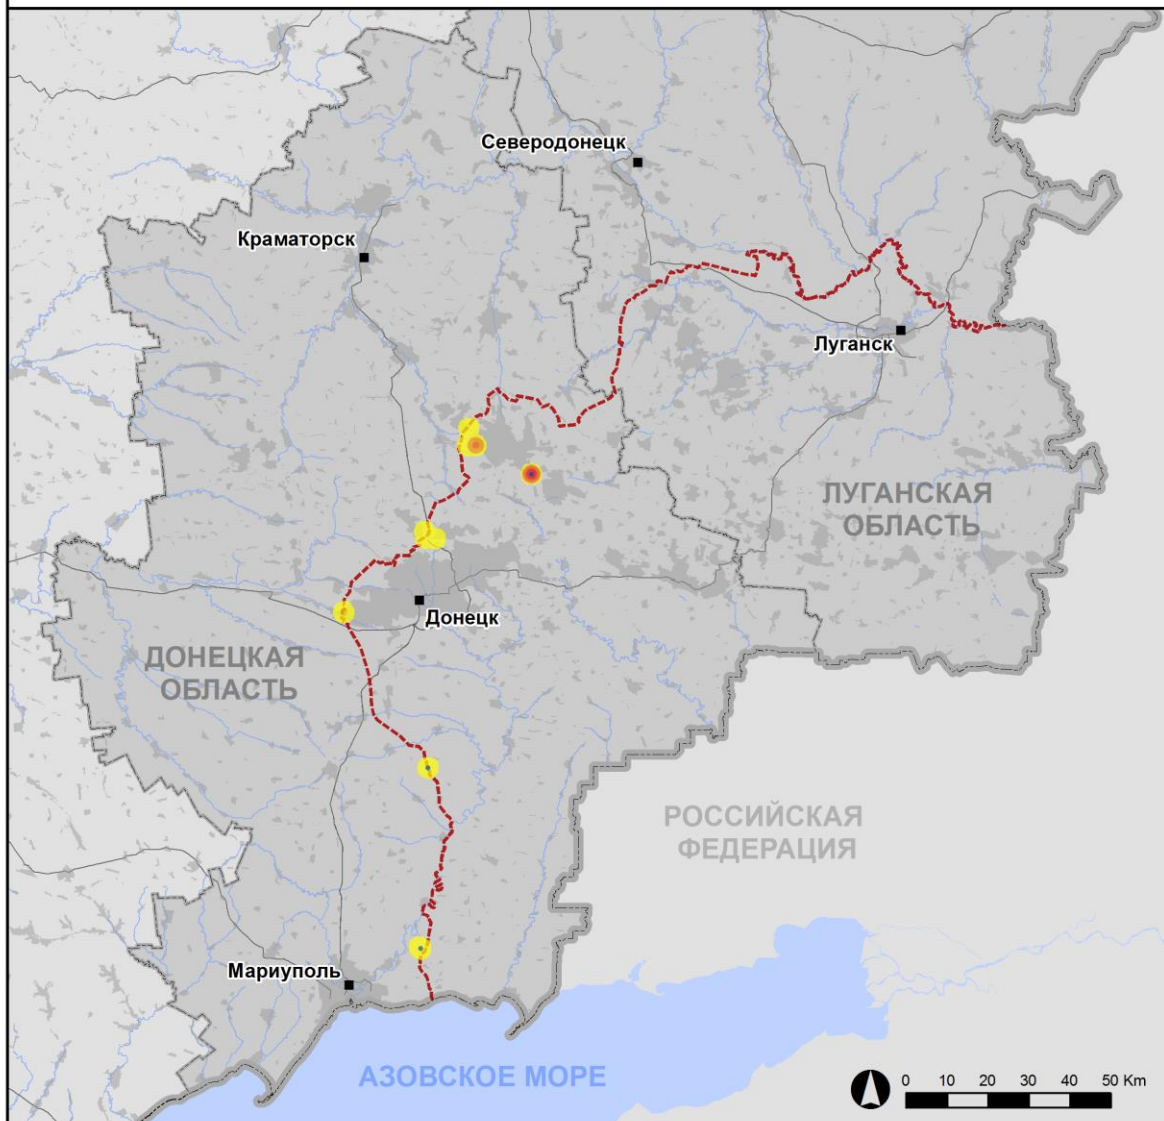 Северодонецк
Краматорск
Луганск
ЛУГАНСКАЯ
ОБЛАСТЬ
Донецк
ДОНЕЦКАЯ
ОБЛАСТЬ
РОССИЙСКАЯ
ФЕДЕРАЦИЯ
Мариуполь
АЗОВСКОЕ МОРЕ
0 10 20 30 40 50 Km